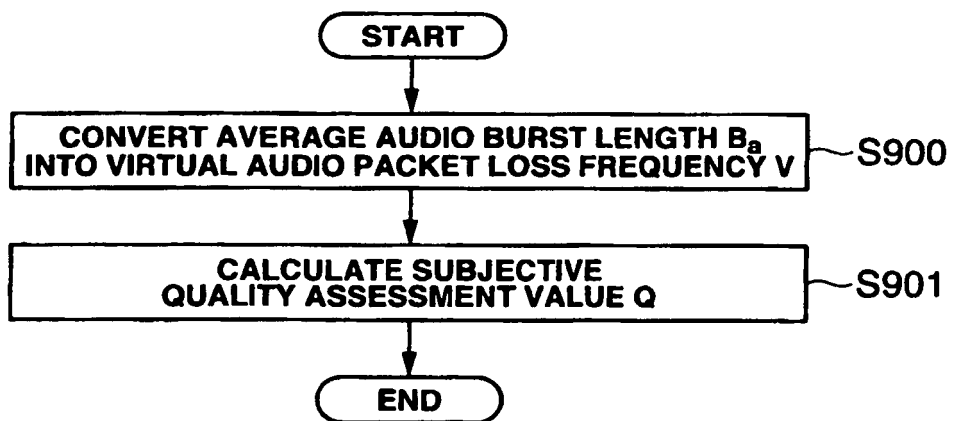 START
CONVERT AVERAGE AUDIO BURST LENGTH Ba
INTO VIRTUAL AUDIO PACKET LOSS FREQUENCY V
S900
CALCULATE SUBJECTIVE
QUALITY ASSESSMENT VALUE Q
S901
END